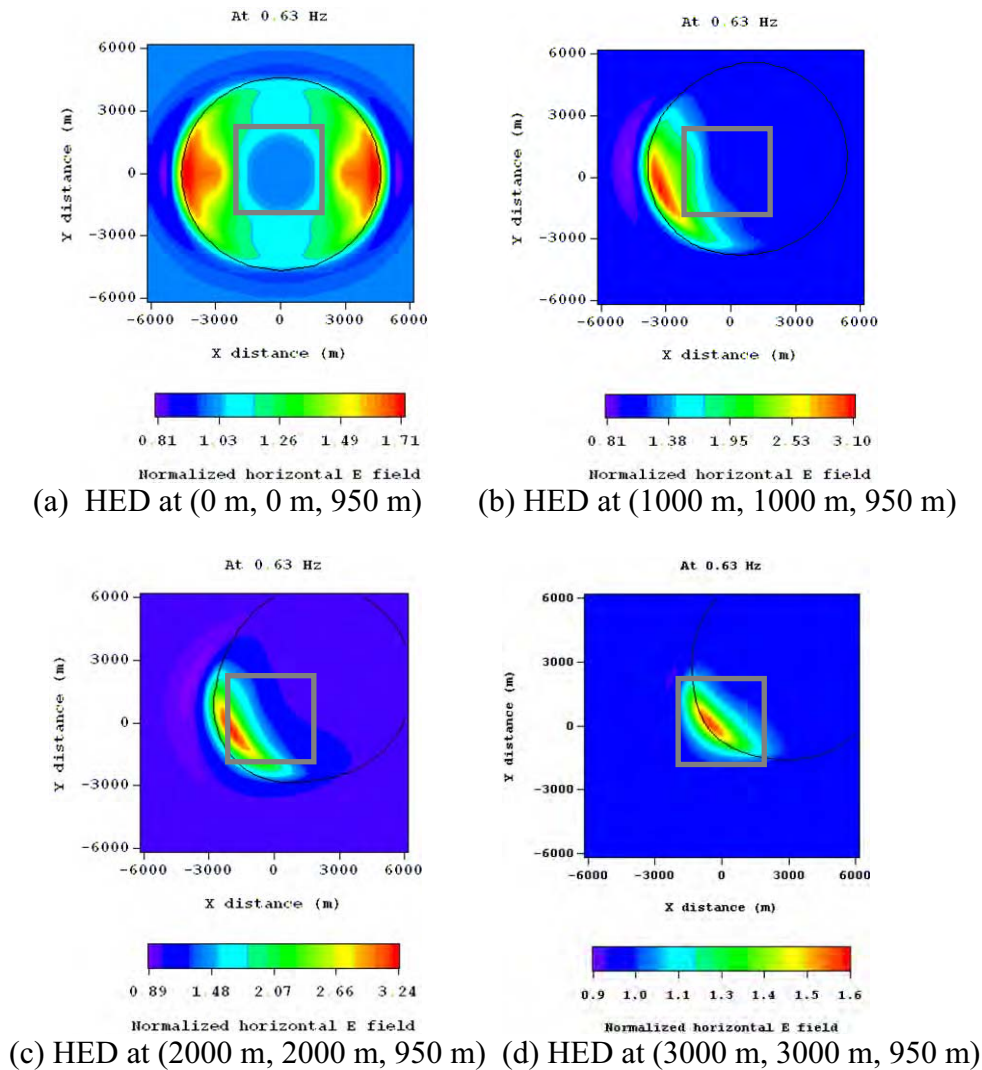 At 0.63 Hz
6000
3000
0
-3000
-6000
Y distance (m)
-6000 -3000 0 3000 6000
X distance (m)
0.81 1.03 1.26 1.49 1.71
Normalized horizontal E field
(a) HED at (0 m, 0 m, 950 m)
At 0.63 Hz
6000
3000
0
-3000
-6000
Y distance (m)
-6000 -3000 0 3000 6000
X distance (m)
0.81 1.38 1.95 2.53 3.10
Normalized horizontal E field
(b) HED at (1000 m, 1000 m, 950 m)
At 0.63 Hz
6000
3000
0
-3000
-6000
Y distance (m)
-6000 -3000 0 3000 6000
X distance (m)
0.89 1.48 2.07 2.66 3.24
Normalized horizontal E field
(c) HED at (2000 m, 2000 m, 950 m)
At 0.63 Hz
6000
3000
0
-3000
-6000
Y distance (m)
-6000 -3000 0 3000 6000
X distance (m)
0.9 1.0 1.1 1.3 1.4 1.5 1.6
Normalized horizontal E field
(d) HED at (3000 m, 3000 m, 950 m)